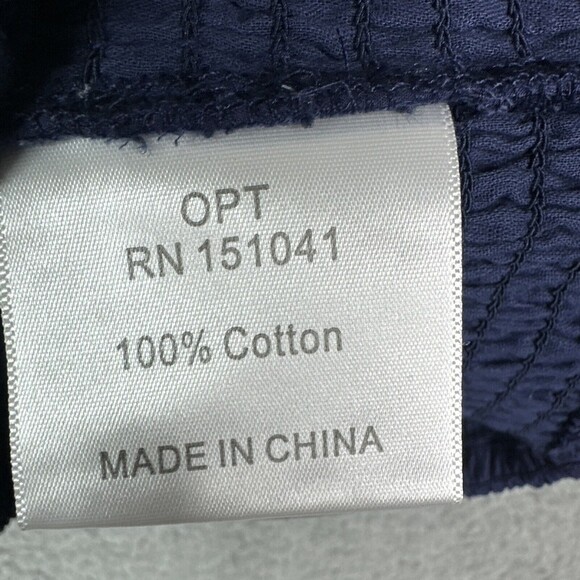 OPT
RN 151041
100% Cotton
MADE IN CHINA